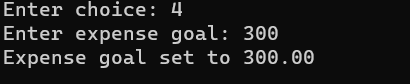 Enter choice: 4
Enter expense goal: 300
Expense goal set to 300.00